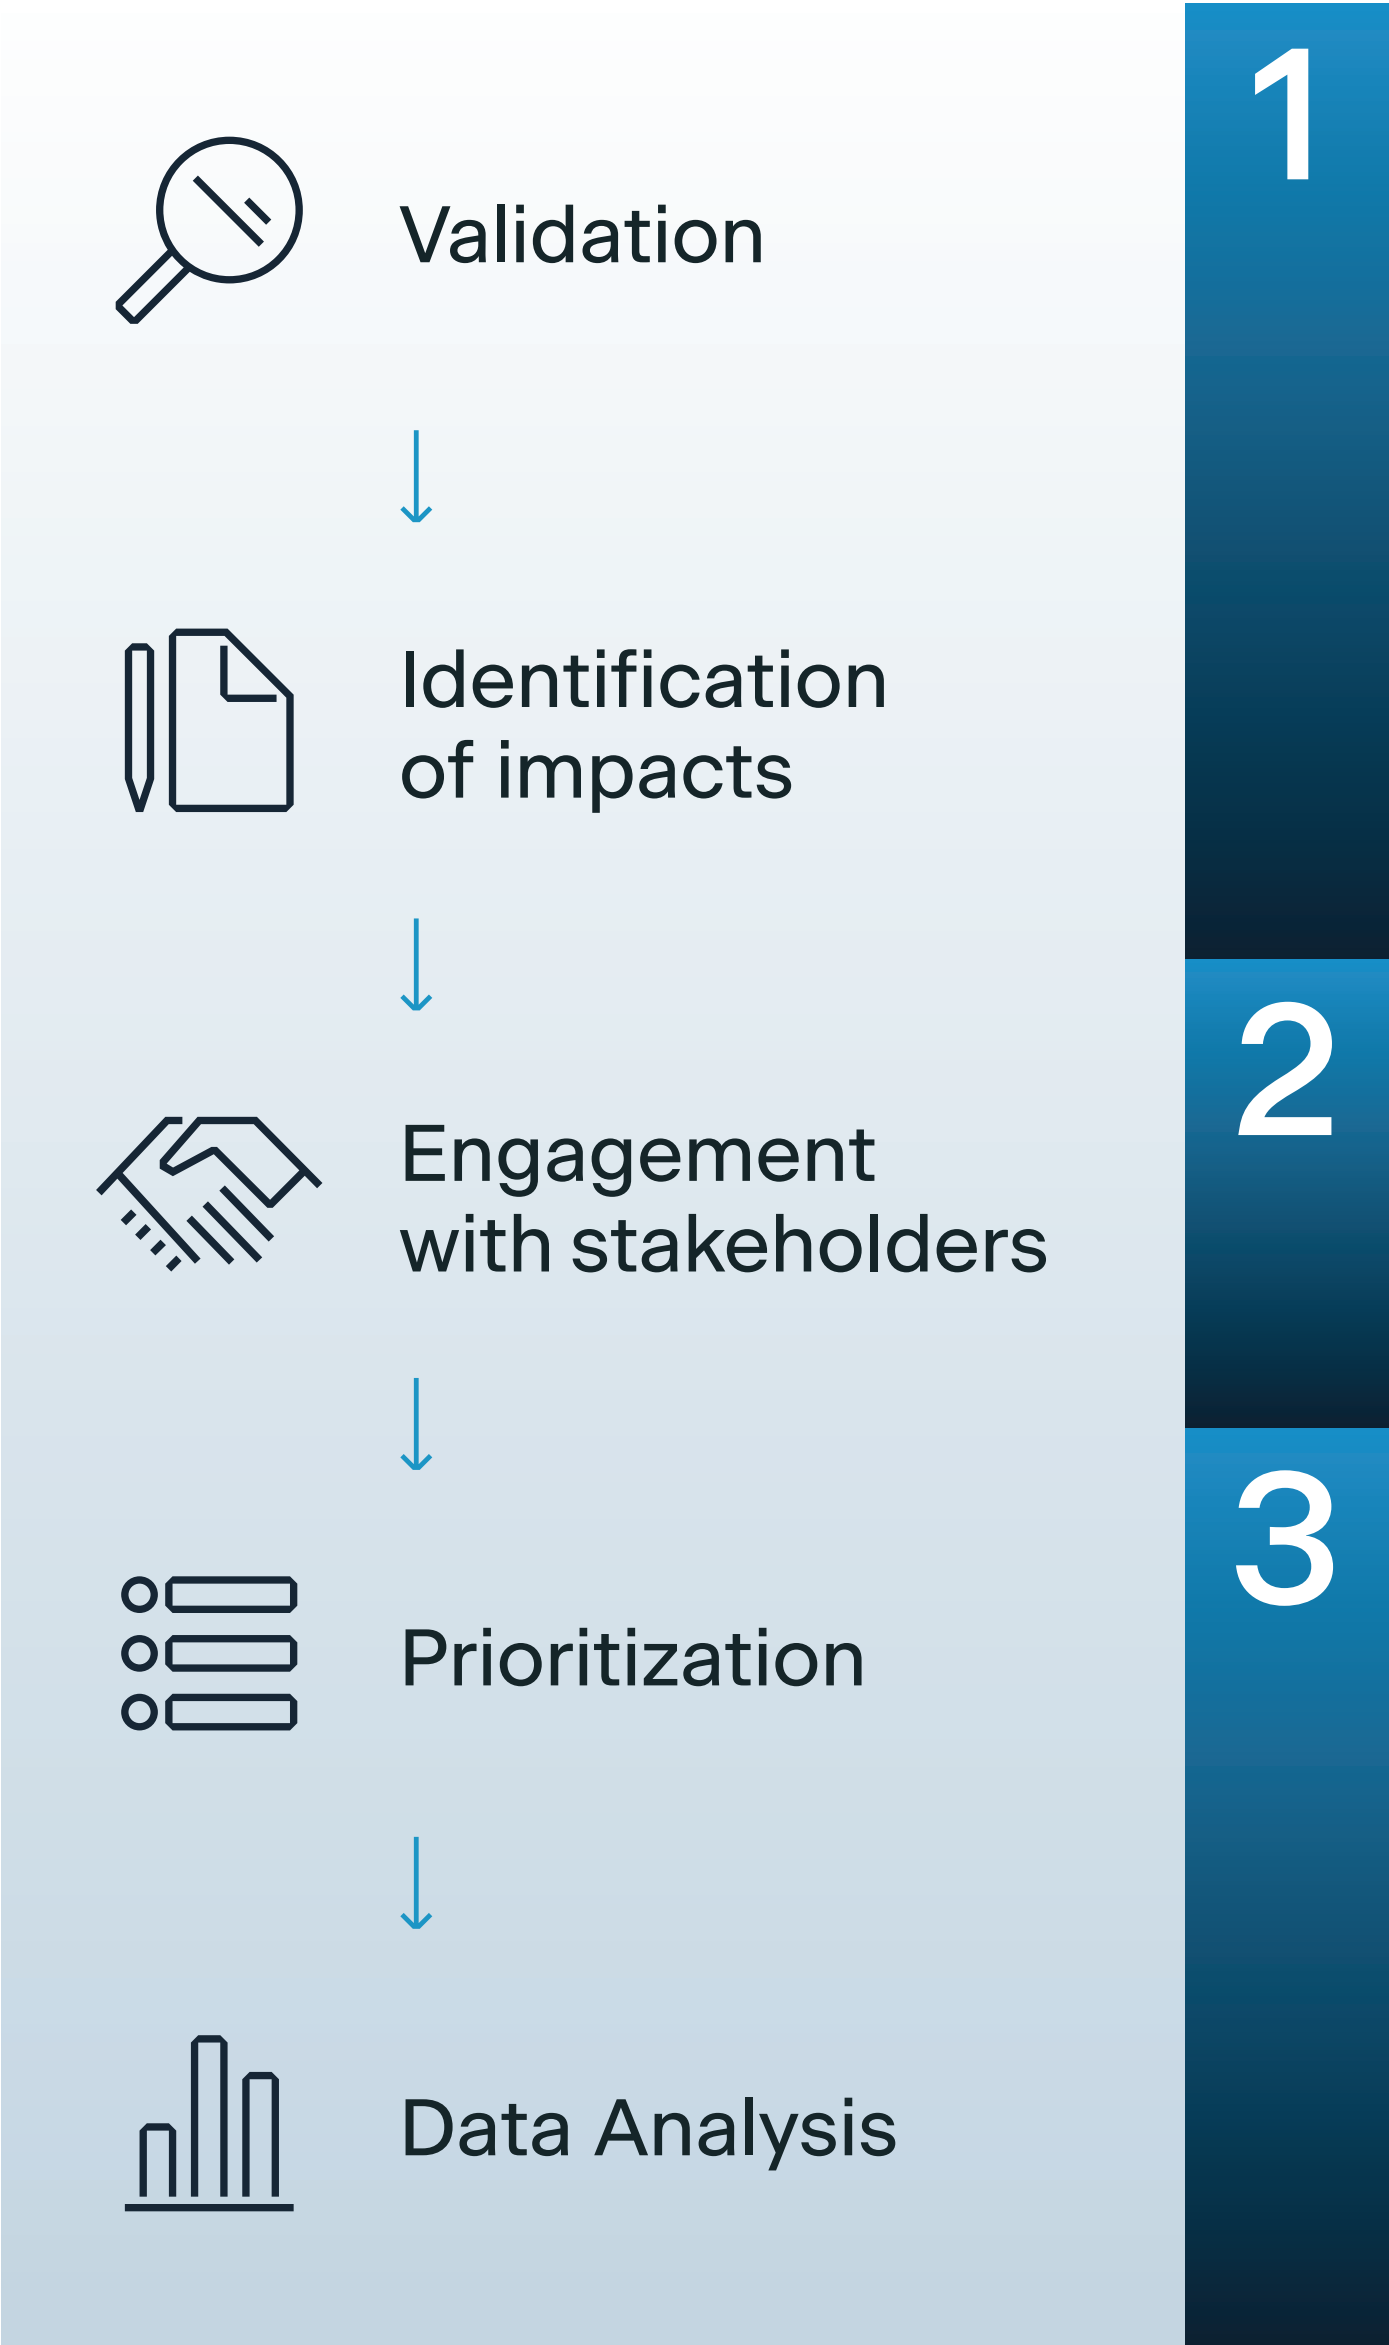 1
Validation
Identification
of impacts
2
Engagement
with stakeholders
3
Prioritization
Data Analysis